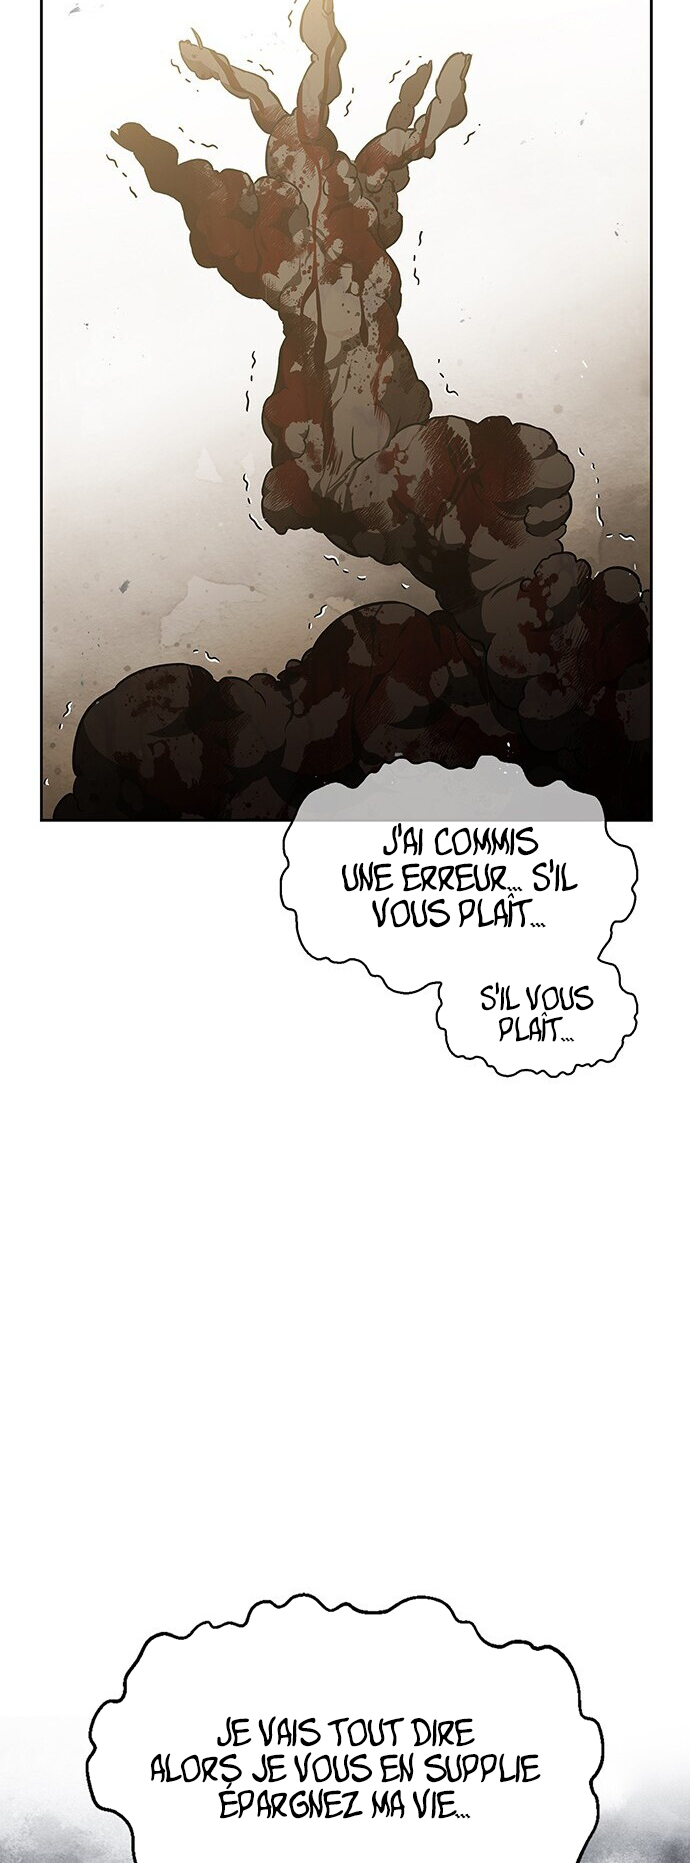 J'AI COMMIS
UNE ERREUR... S'IL
VOUS PLAÎT...
S'IL VOUS
PLAÎT...
JE VAIS TOUT DIRE
ALORS JE VOUS EN SUPPLIE
ÉPARGNEZ MA VIE...